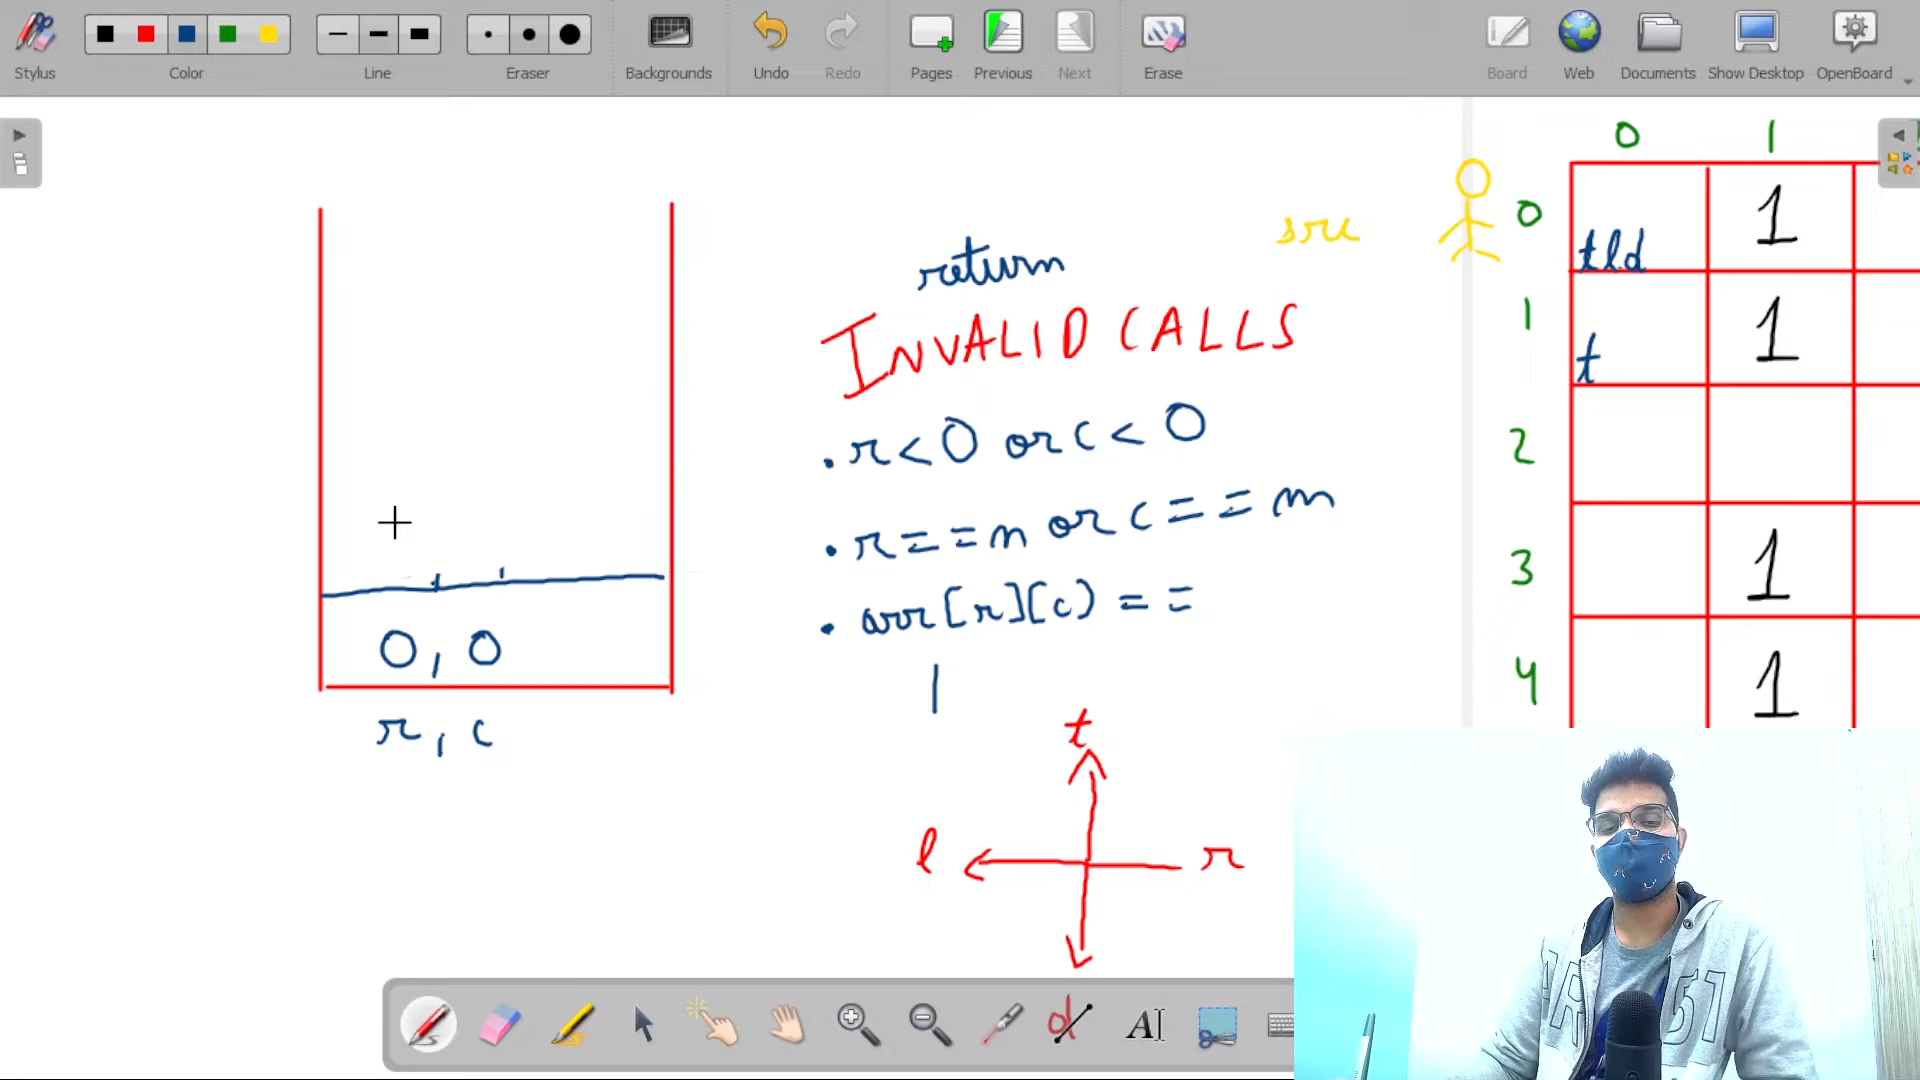 Stylus
Color
Line
Eraser
Backgrounds
Undo
Redo
Pages
Previous
Next
Erase
Board
Web
Documents
Show Desktop
OpenBoard
0, 0
r, c
return
INVALID CALLS
. r < 0 or c < 0
. r = = n or c = = m
. arr[r][c) = =
1
t
l
r
src
0 1
0 tld 1
1 t 1
2
3 1
4 1
AI
51